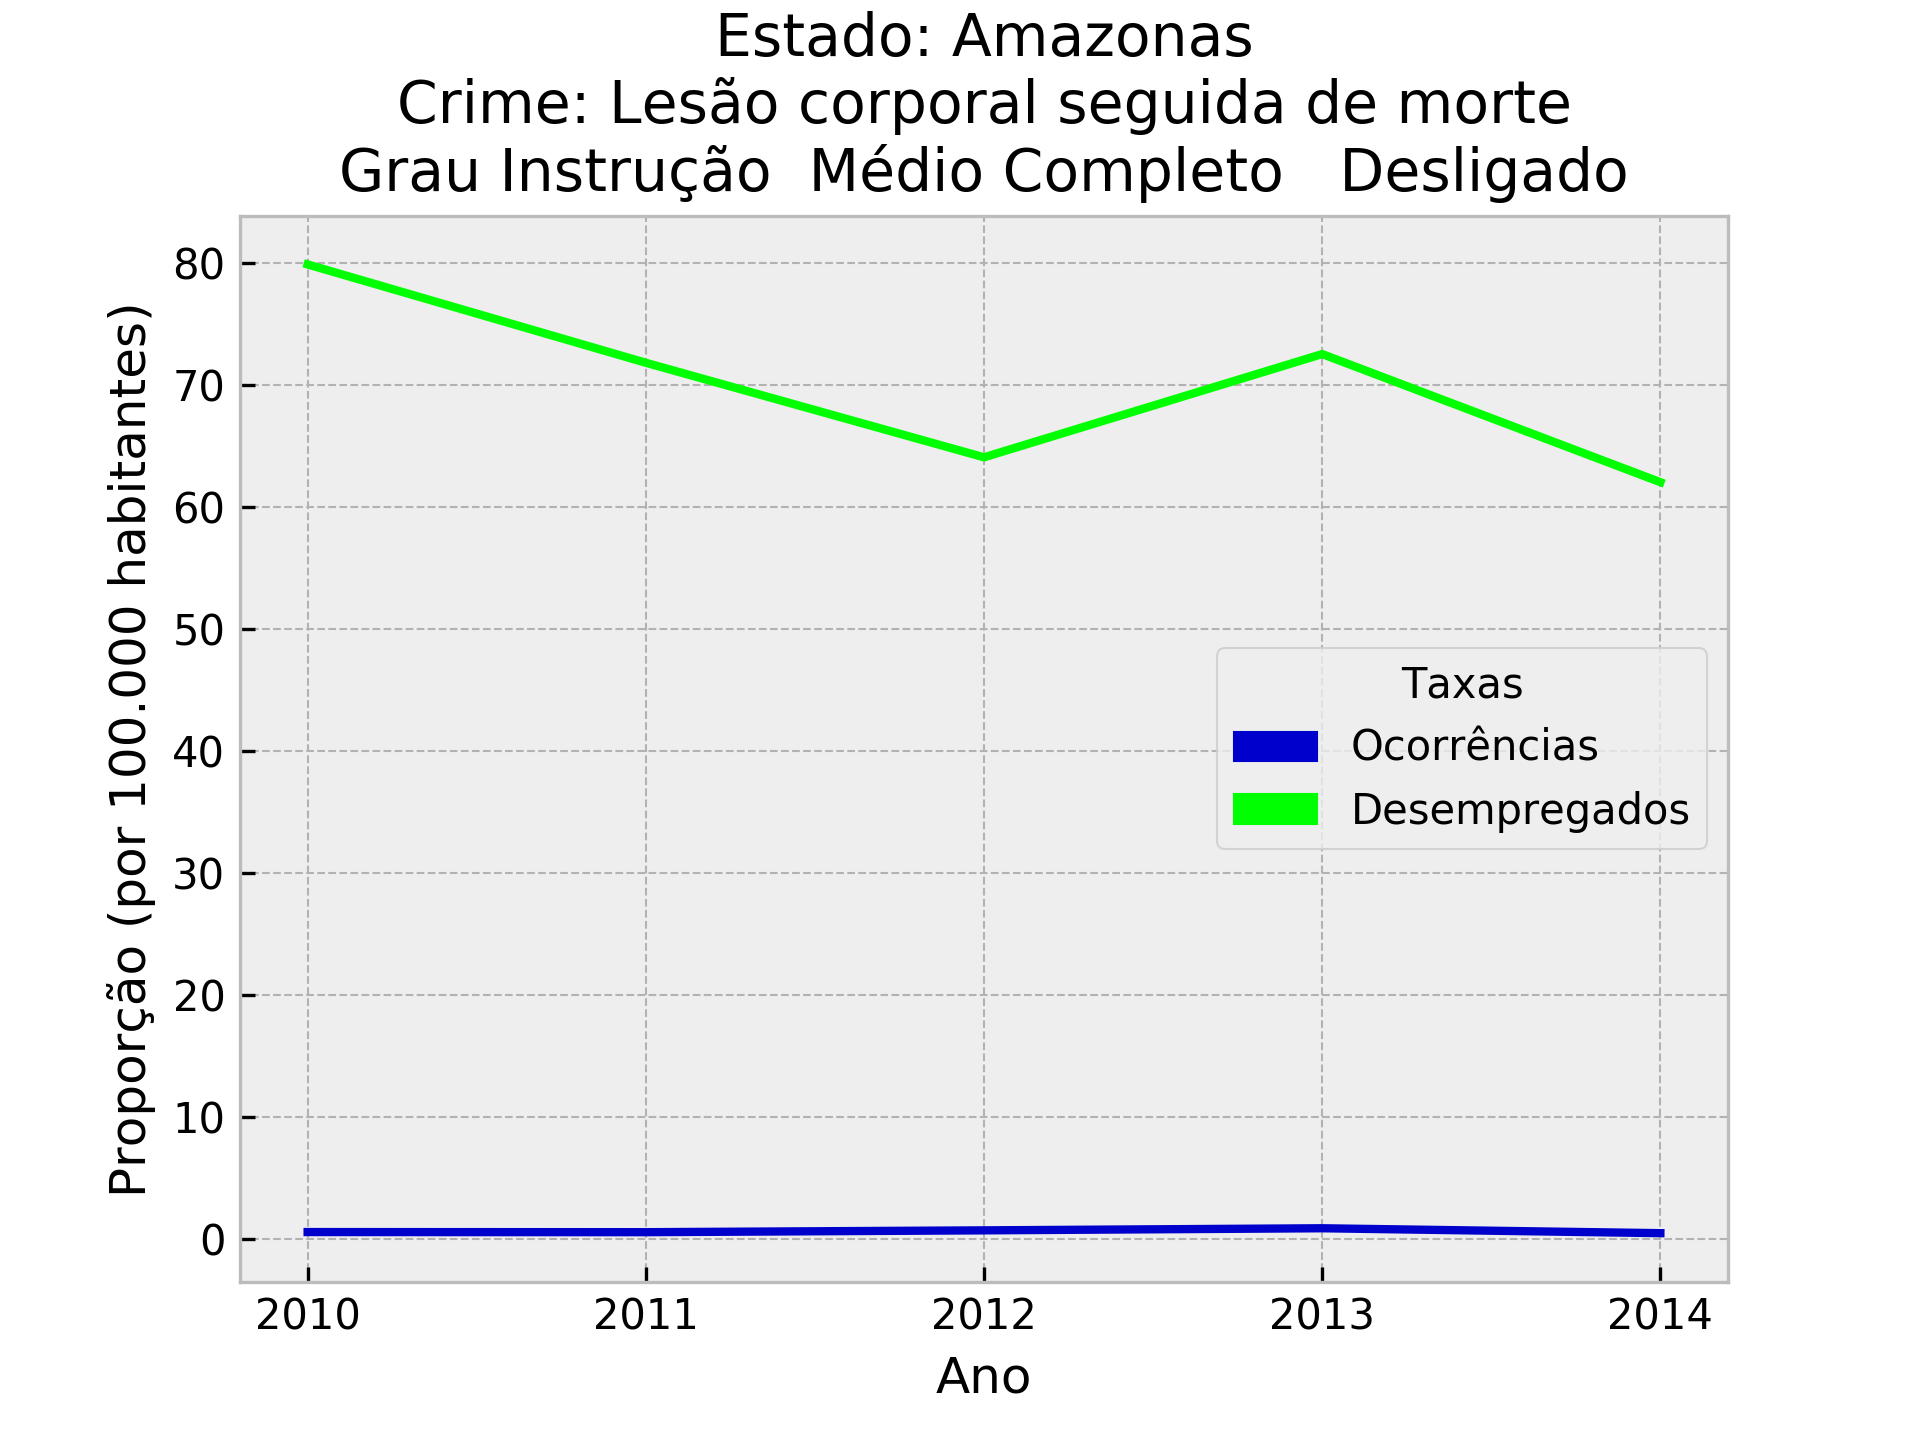 Estado: Amazonas
Crime: Lesão corporal seguida de morte
Grau Instrução  Médio Completo   Desligado
Proporção (por 100.000 habitantes)
80
70
60
50
40
30
20
10
0
Taxas
Ocorrências
Desempregados
2010 2011 2012 2013 2014
Ano